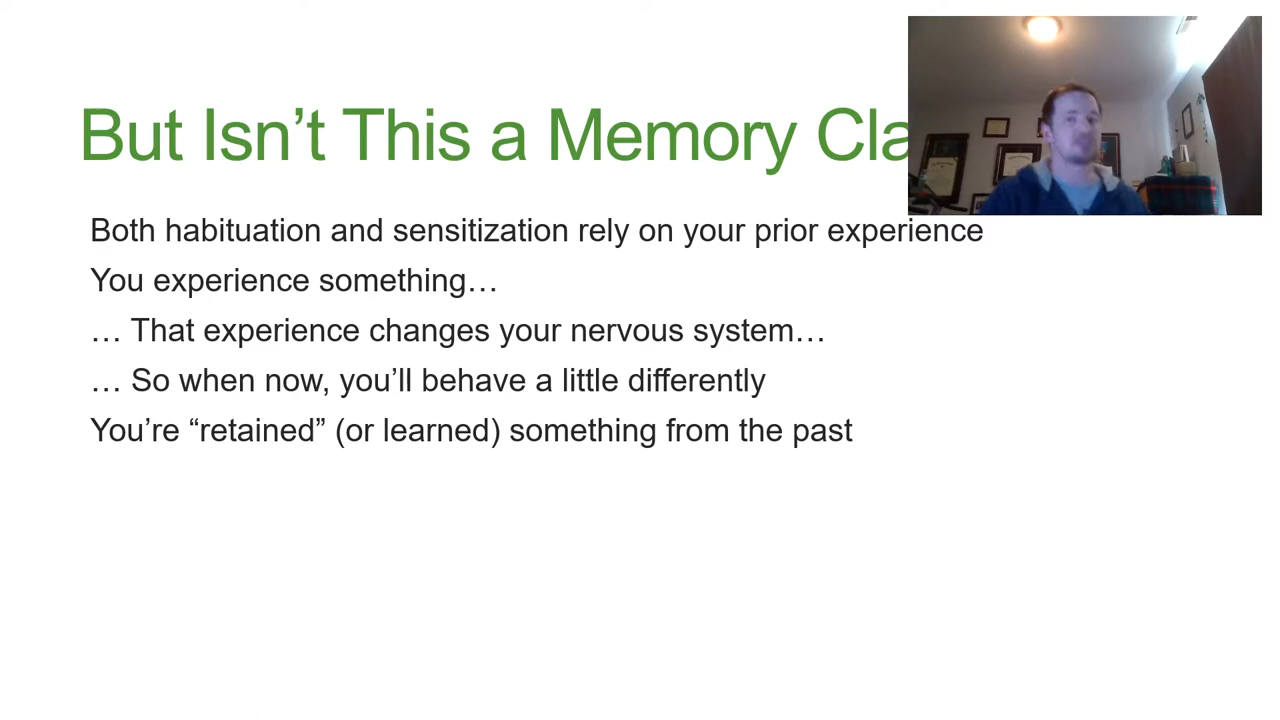 But Isn’t This a Memory Cla
Both habituation and sensitization rely on your prior experience
You experience something…
… That experience changes your nervous system…
… So when now, you’ll behave a little differently
You’re “retained” (or learned) something from the past